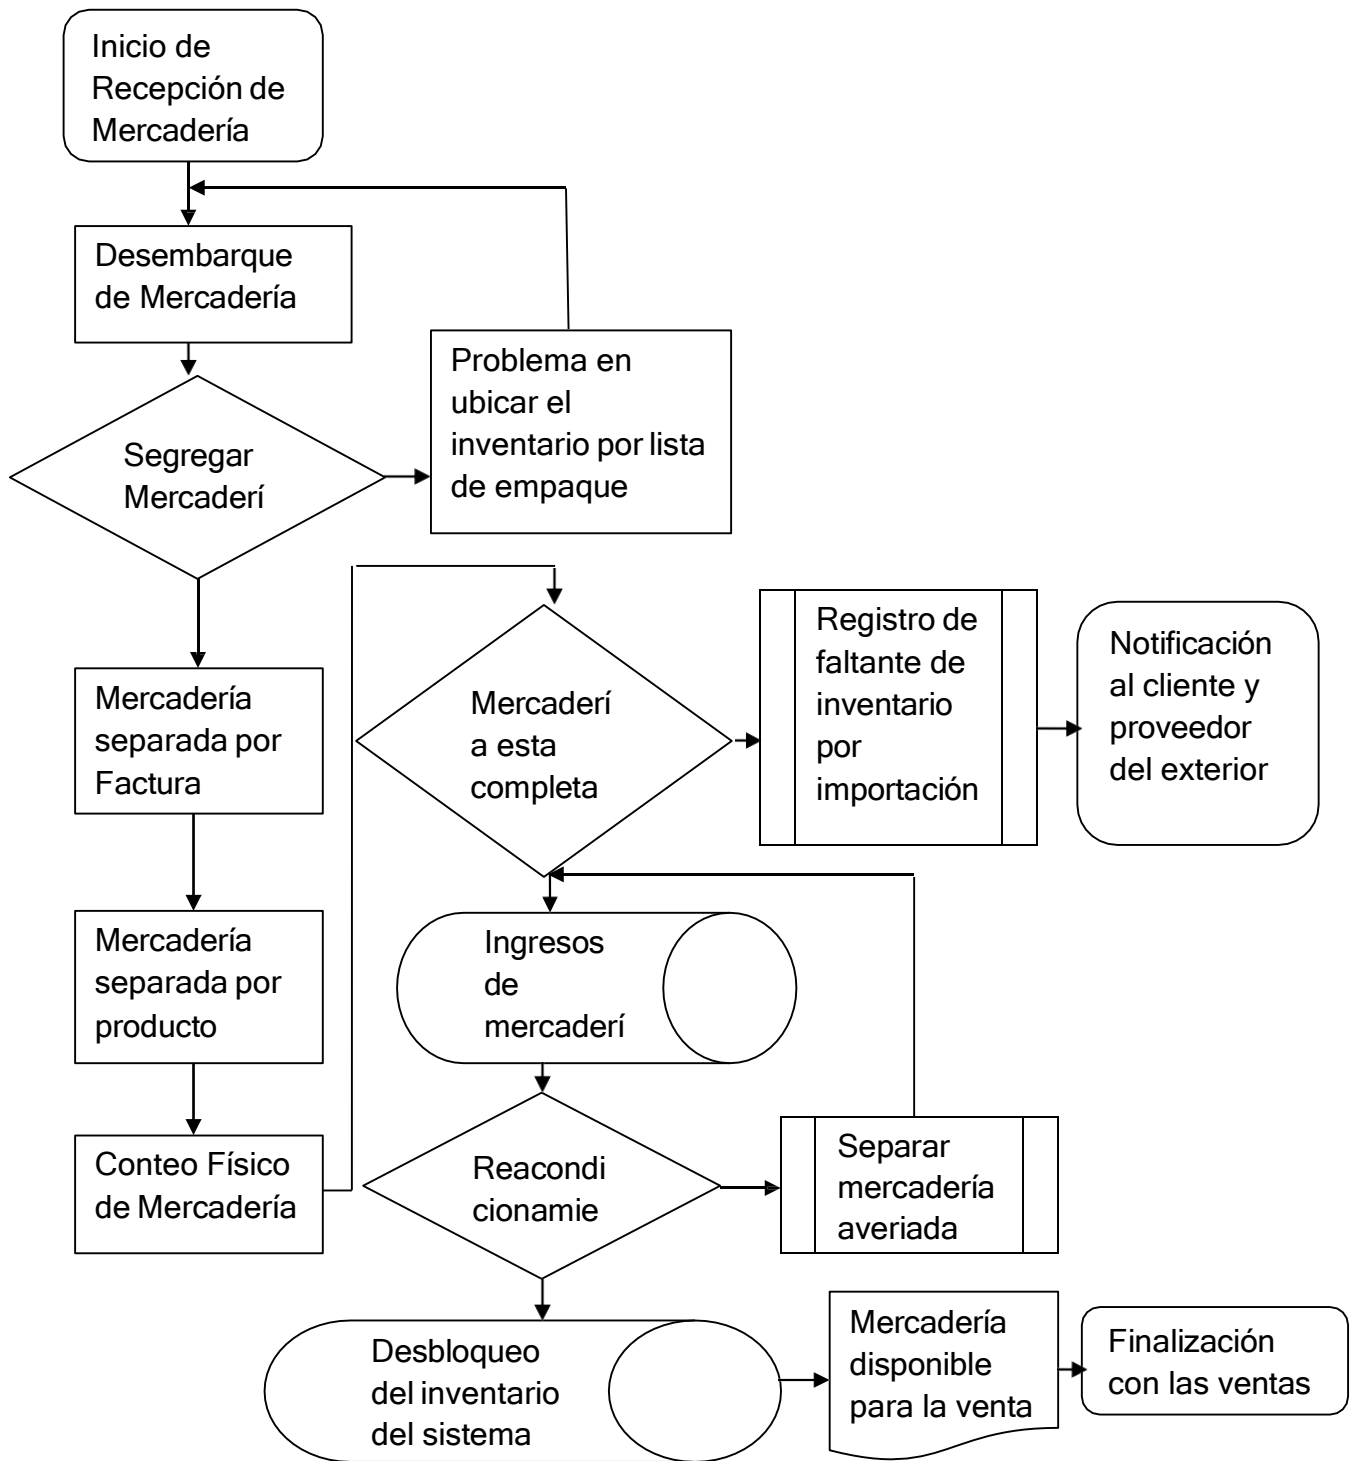 Inicio de
Recepción de
Mercadería
Desembarque
de Mercadería
Problema en
ubicar el
inventario por lista
de empaque
Segregar
Mercaderí
Mercadería
separada por
Factura
Mercaderí
a esta
completa
Registro de
faltante de
inventario
por
importación
Notificación
al cliente y
proveedor
del exterior
Mercadería
separada por
producto
Ingresos
de
mercaderí
Conteo Físico
de Mercadería
Reacondi
cionamie
Separar
mercadería
averiada
Desbloqueo
del inventario
del sistema
Mercadería
disponible
para la venta
Finalización
con las ventas